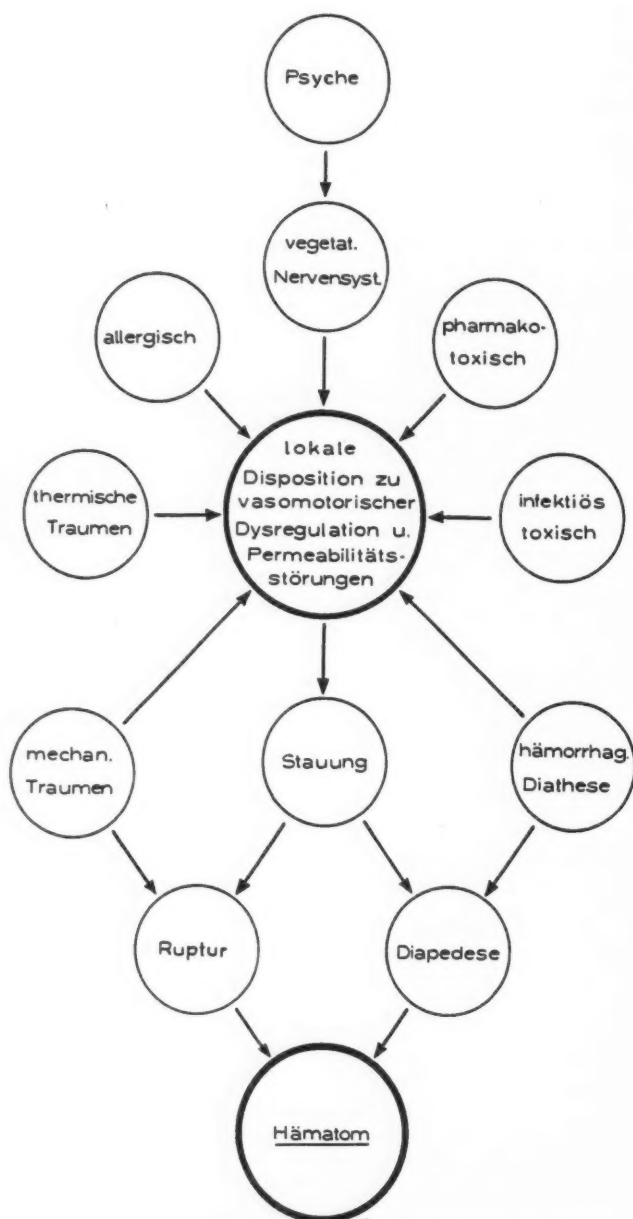 Psyche
vegetat.
Nervensyst.
allergisch
pharmako-
toxisch
lokale
Disposition zu
vasomotorischer
Dysregulation u.
Permeabilitäts-
störungen
thermische
Traumen
infektiös
toxisch
mechan.
Traumen
Stauung
hämorrhag.
Diathese
Ruptur
Diapedese
Hämatom